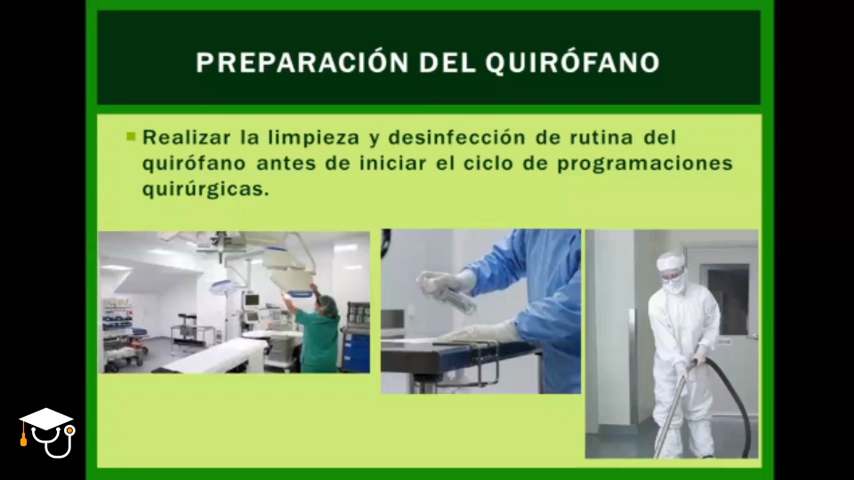 PREPARACIÓN DEL QUIRÓFANO
Realizar la limpieza y desinfección de rutina del
quirófano antes de iniciar el ciclo de programaciones
quirúrgicas.